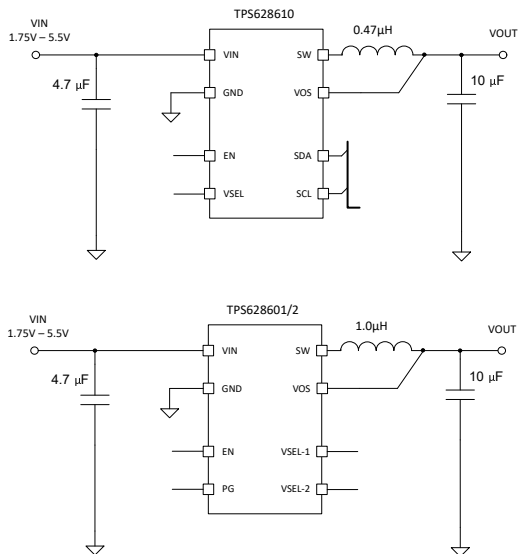 TPS628610
VIN
1.75V – 5.5V
0.47µH
VOUT
VIN
SW
4.7 µF
10 µF
GND
VOS
EN
SDA
VSEL
SCL
TPS628601/2
VIN
1.75V – 5.5V
1.0µH
VOUT
VIN
SW
4.7 µF
10 µF
GND
VOS
EN
VSEL-1
PG
VSEL-2